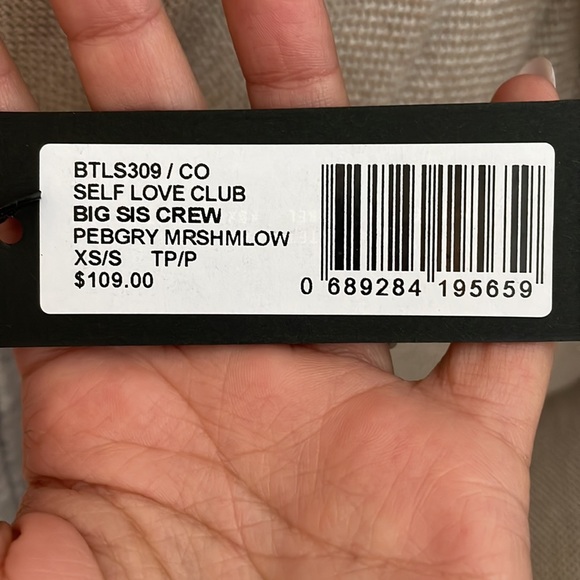 BTLS309 / CO
SELF LOVE CLUB
BIG SIS CREW
PEBGRY MRSHMLOW
XS/S TP/P
$109.00
0 689284 195659